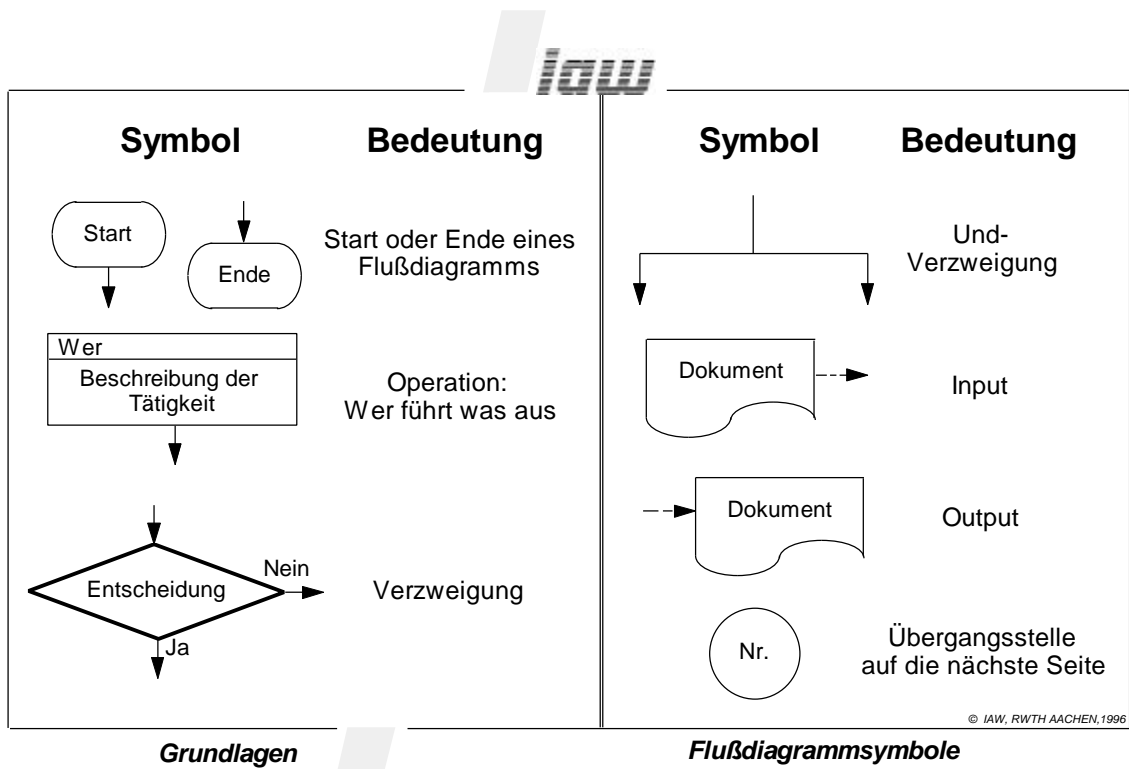 iaw
Symbol
Bedeutung
Start
Ende
Start oder Ende eines
Flußdiagramms
Wer
Beschreibung der
Tätigkeit
Operation:
Wer führt was aus
Entscheidung
Nein
Ja
Verzweigung
Symbol
Bedeutung
Und-
Verzweigung
Dokument
Input
Dokument
Output
Nr.
Übergangsstelle
auf die nächste Seite
© IAW, RWTH AACHEN,1996
Grundlagen
Flußdiagrammsymbole